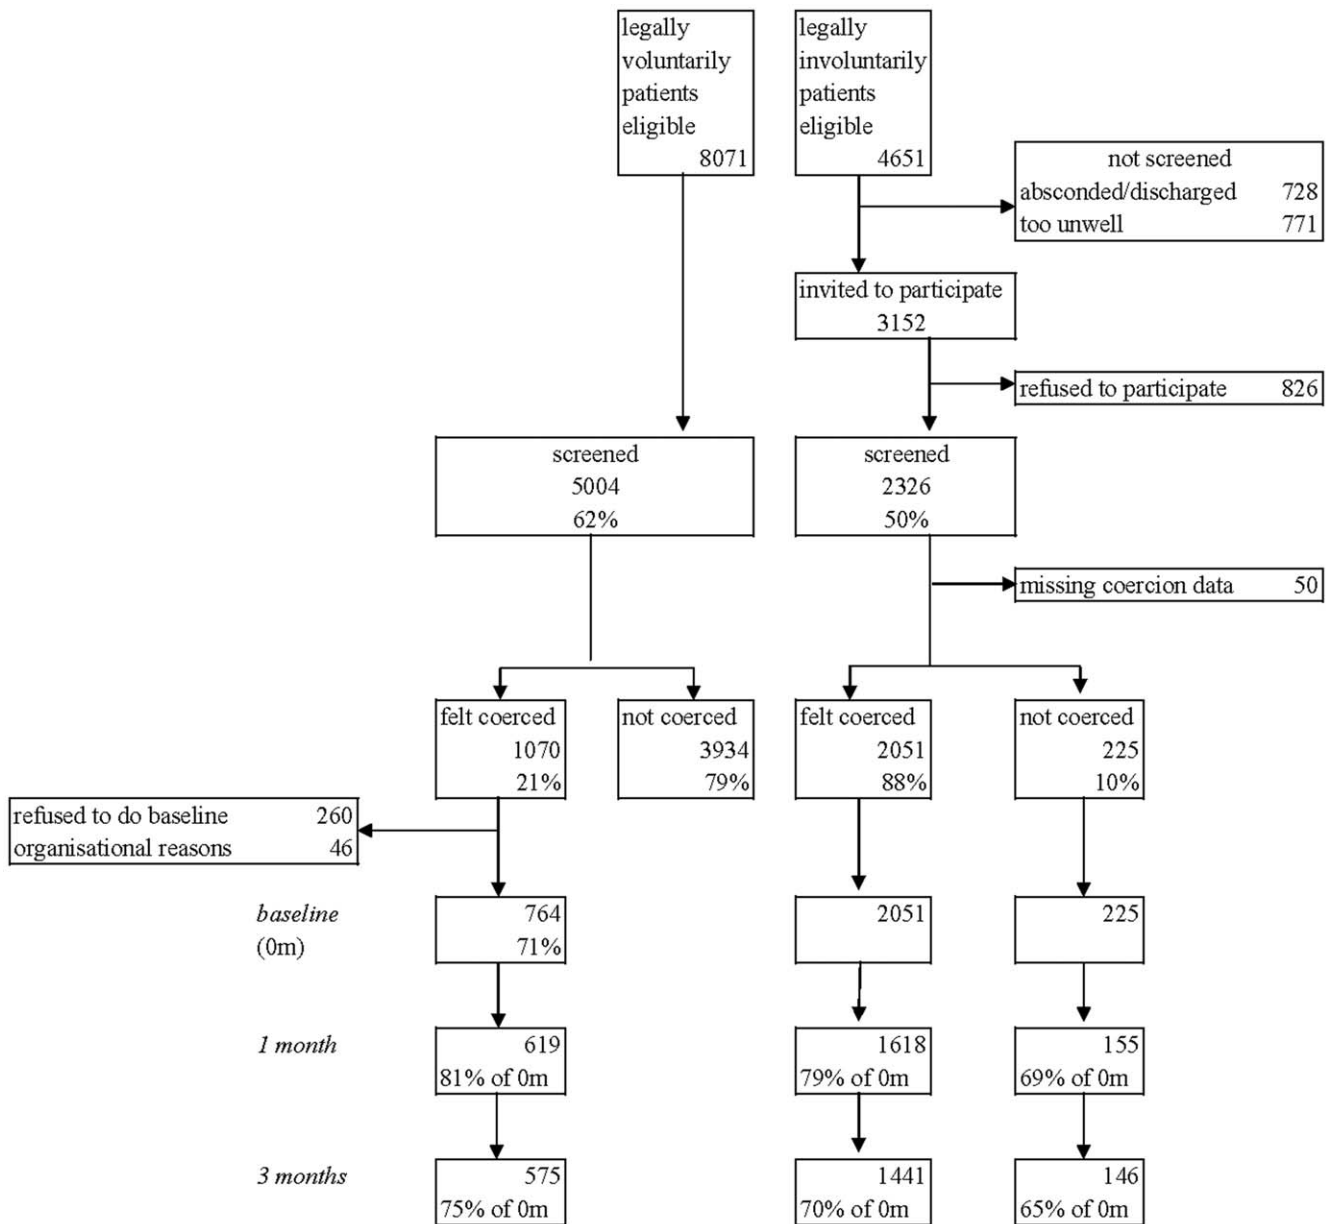 legally
voluntarily
patients
eligible
8071
legally
involuntarily
patients
eligible
4651
not screened
absconded/discharged 728
too unwell 771
invited to participate
3152
refused to participate 826
screened
5004
62%
screened
2326
50%
missing coercion data 50
felt coerced
1070
21%
not coerced
3934
79%
felt coerced
2051
88%
not coerced
225
10%
refused to do baseline 260
organisational reasons 46
baseline
(0m)
764
71%
2051
225
1 month
619
81% of 0m
1618
79% of 0m
155
69% of 0m
3 months
575
75% of 0m
1441
70% of 0m
146
65% of 0m